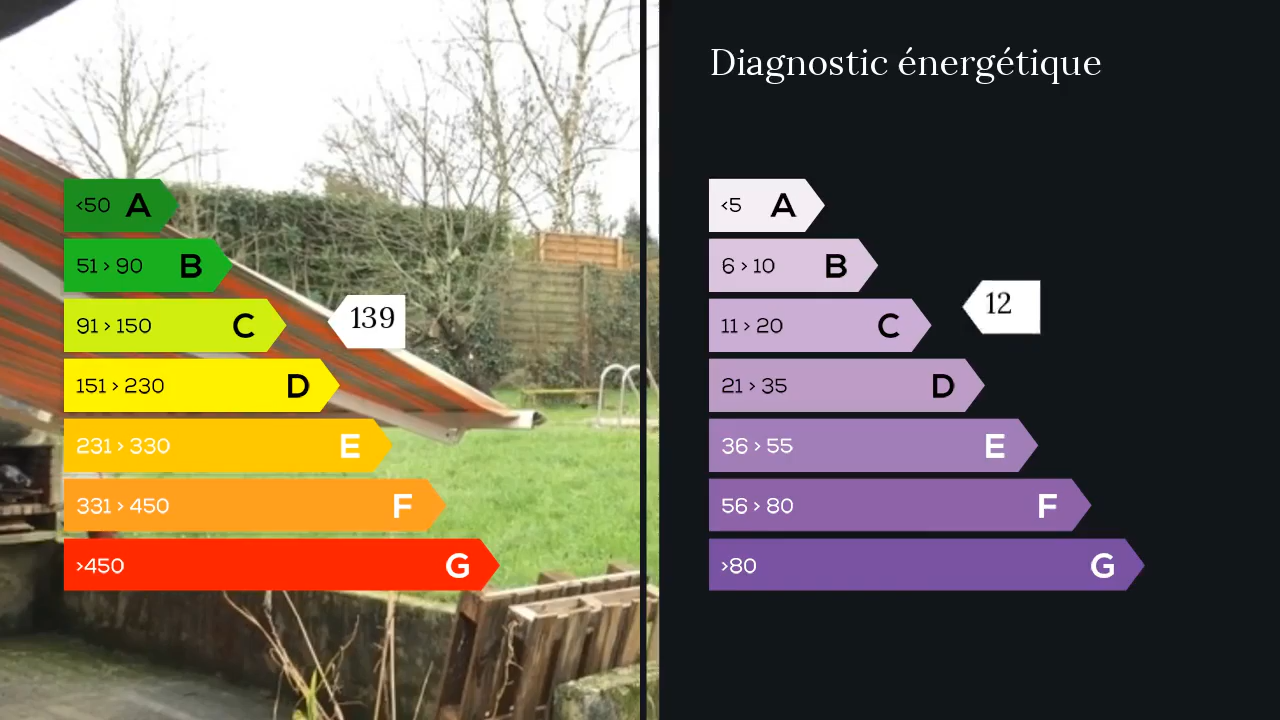 Diagnostic énergétique
<50 A
51 > 90 B
91 > 150 C
139
151 > 230 D
231 > 330 E
331 > 450 F
>450 G
<5 A
6 > 10 B
11 > 20 C
12
21 > 35 D
36 > 55 E
56 > 80 F
>80 G